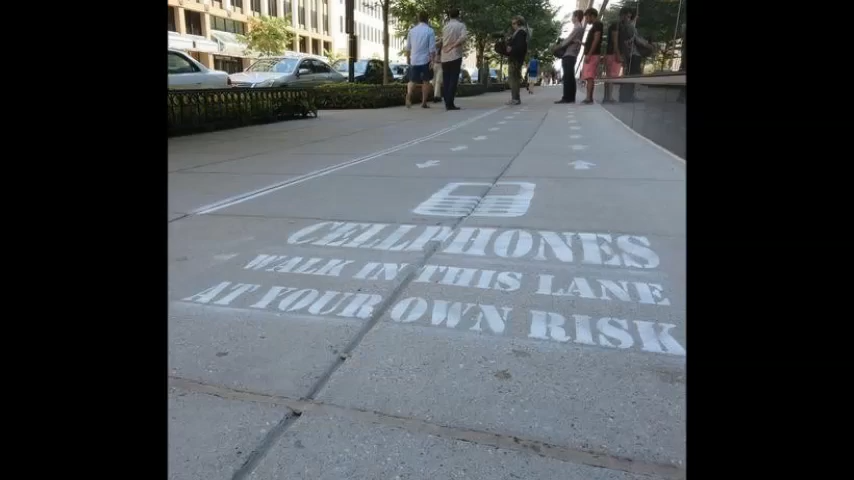 CELLPHONES
WALK IN THIS LANE
AT YOUR OWN RISK